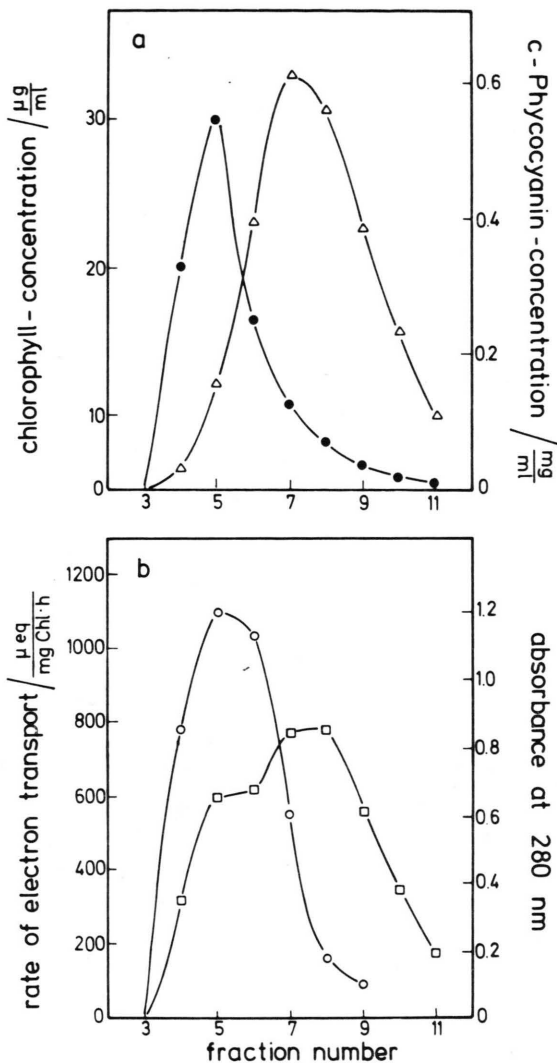 a
chlorophyll-concentration / μg/ml
30
20
10
0
c-Phycocyanin-concentration / mg/ml
0.6
0.4
0.2
0
3 5 7 9 11
b
rate of electron transport / μeq/mg Chl·h
1200
1000
800
600
400
200
0
absorbance at 280 nm
1.2
1.0
0.8
0.6
0.4
0.2
0
3 5 7 9 11
fraction number